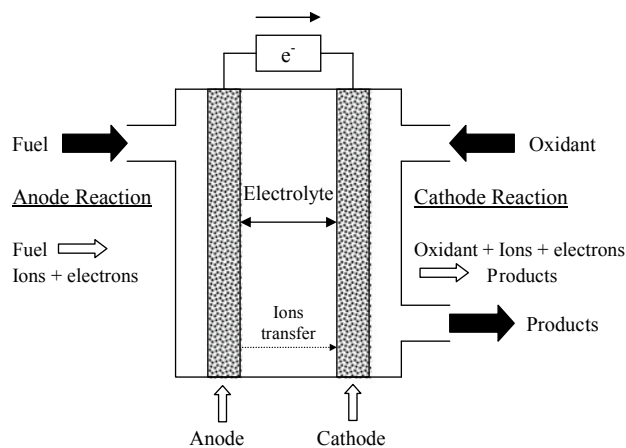 e-
Fuel
Oxidant
Electrolyte
Anode Reaction
Cathode Reaction
Fuel
Ions + electrons
Oxidant + Ions + electrons
Products
Ions
transfer
Products
Anode
Cathode